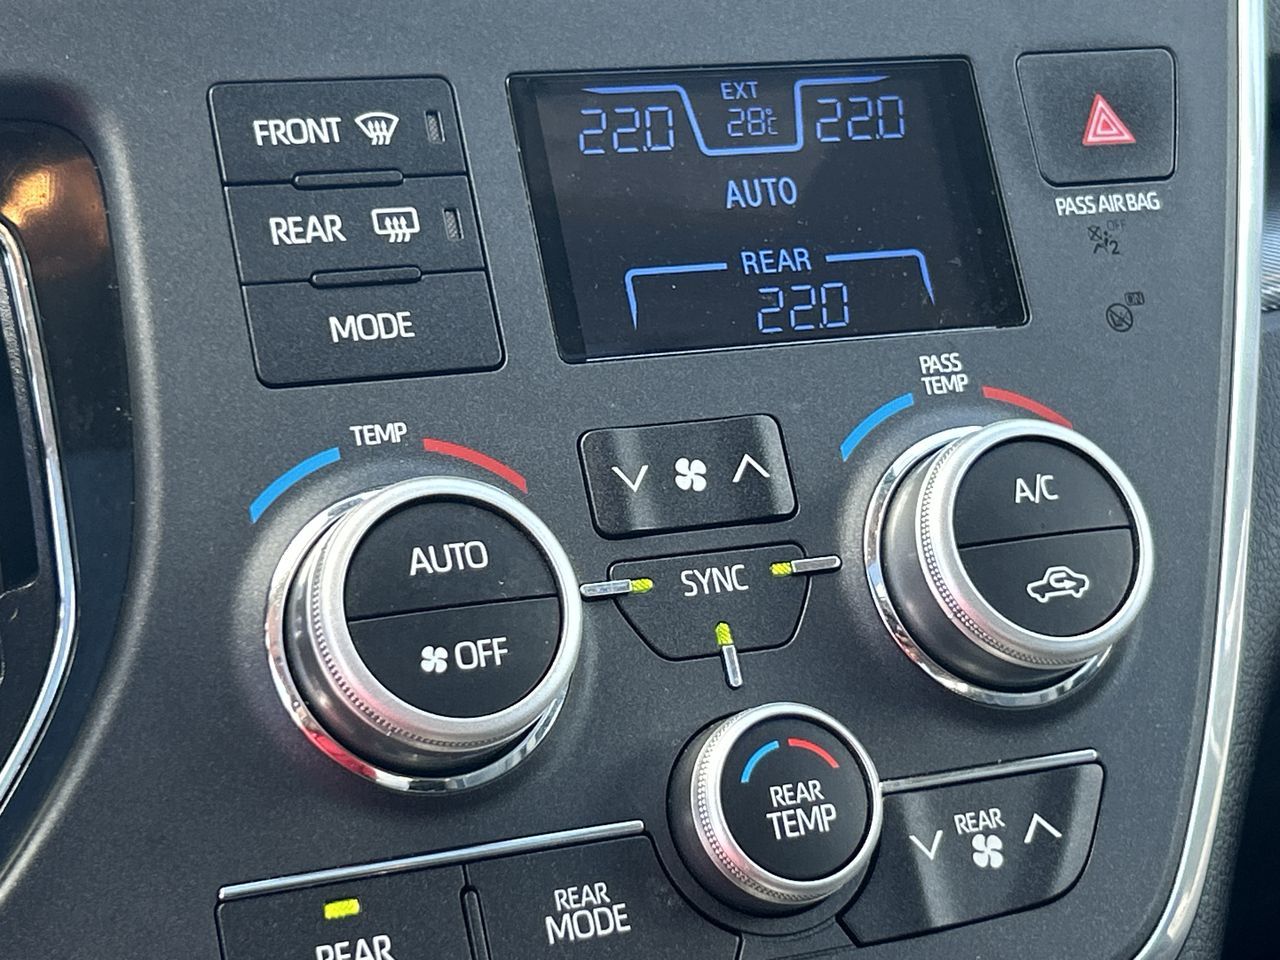 FRONT
REAR
MODE
22.0
EXT
28°C
22.0
AUTO
REAR
22.0
PASS AIR BAG
OFF
2
ON
TEMP
PASS
TEMP
AUTO
OFF
SYNC
A/C
REAR
TEMP
REAR
REAR
MODE
REAR